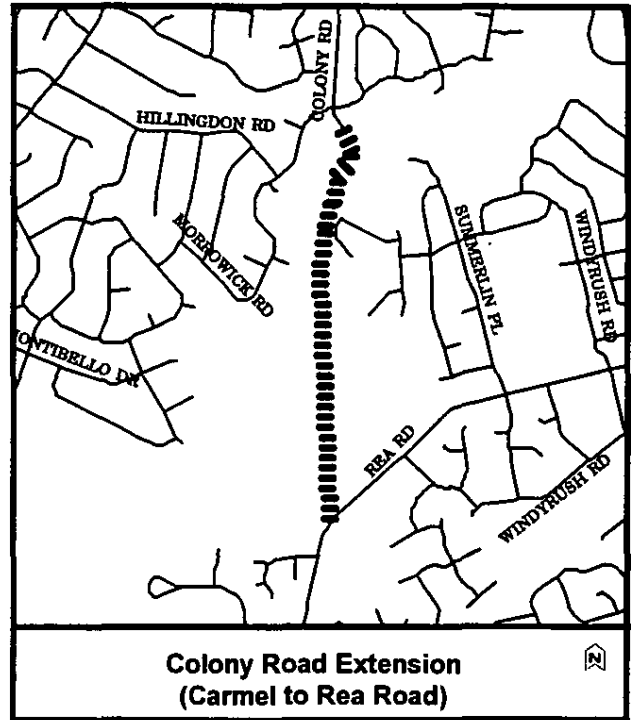 COLONY RD
HILLINGDON RD
MORROWICK RD
SUMMERLIN PL
WINDYRUSH RD
MONTIBELLO DR
REA RD
WINDYRUSH RD
Colony Road Extension
(Carmel to Rea Road)
N